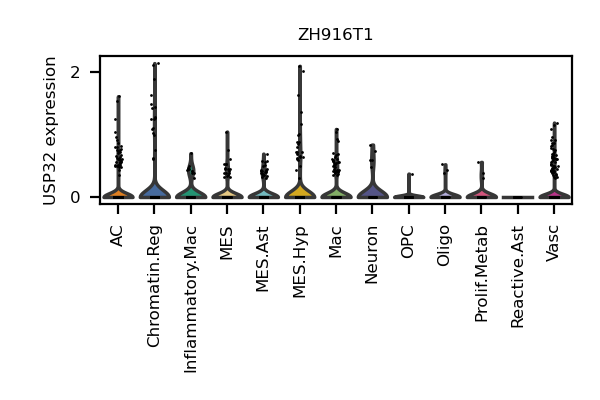 ZH916T1
USP32 expression
2
0
AC
Chromatin.Reg
Inflammatory.Mac
MES
MES.Ast
MES.Hyp
Mac
Neuron
OPC
Oligo
Prolif.Metab
Reactive.Ast
Vasc